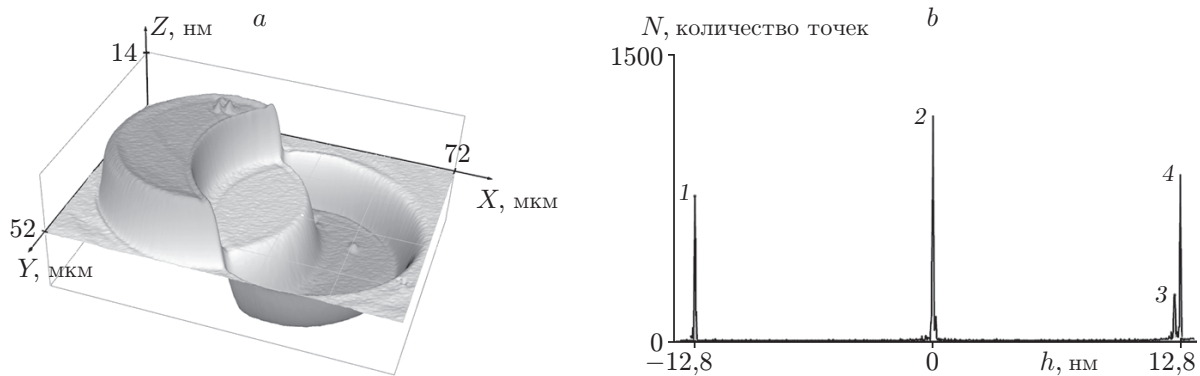 a
Z, нм
14
72
X, мкм
52
Y, мкм
b
N, количество точек
1500
2
1
4
3
0
−12,8
0
h, нм
12,8